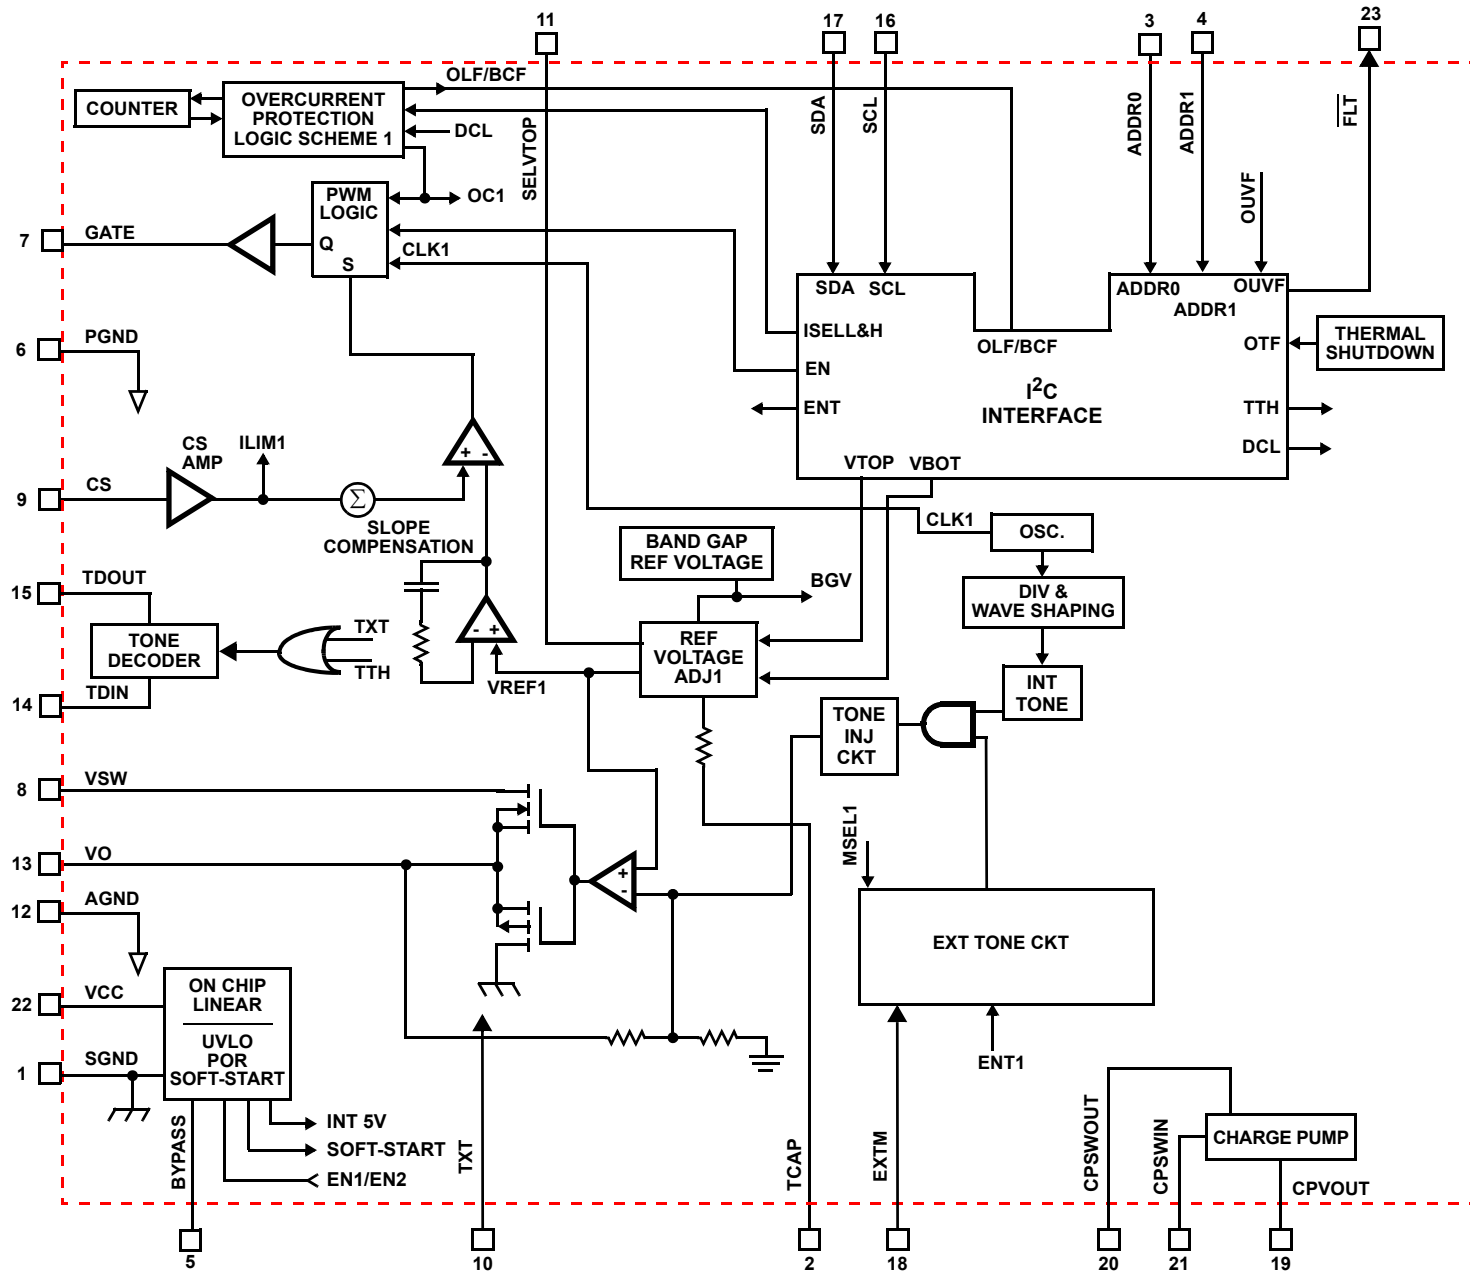 11
17
16
3
4
23
OLF/BCF
COUNTER
OVERCURRENT
PROTECTION
LOGIC SCHEME 1
DCL
SELVTOP
SDA
SCL
ADDR0
ADDR1
FLT
OUVF
PWM
LOGIC
Q
S
OC1
CLK1
7
GATE
SDA
SCL
ADDR0
ADDR1
OUVF
ISELL&H
OLF/BCF
OTF
THERMAL
SHUTDOWN
EN
ENT
I2C
INTERFACE
TTH
DCL
VTOP
VBOT
6
PGND
CS
AMP
ILIM1
+ -
9
CS
Σ
SLOPE
COMPENSATION
CLK1
OSC.
BAND GAP
REF VOLTAGE
BGV
DIV &
WAVE SHAPING
15
TDOUT
TONE
DECODER
TXT
TTH
- +
VREF1
REF
VOLTAGE
ADJ1
INT
TONE
14
TDIN
TONE
INJ
CKT
8
VSW
13
VO
+
-
MSEL1
12
AGND
EXT TONE CKT
22
VCC
ON CHIP
LINEAR
UVLO
POR
SOFT-START
1
SGND
ENT1
INT 5V
SOFT-START
EN1/EN2
BYPASS
TXT
TCAP
EXTM
CPSWOUT
CPSWIN
CHARGE PUMP
CPVOUT
5
10
2
18
20
21
19